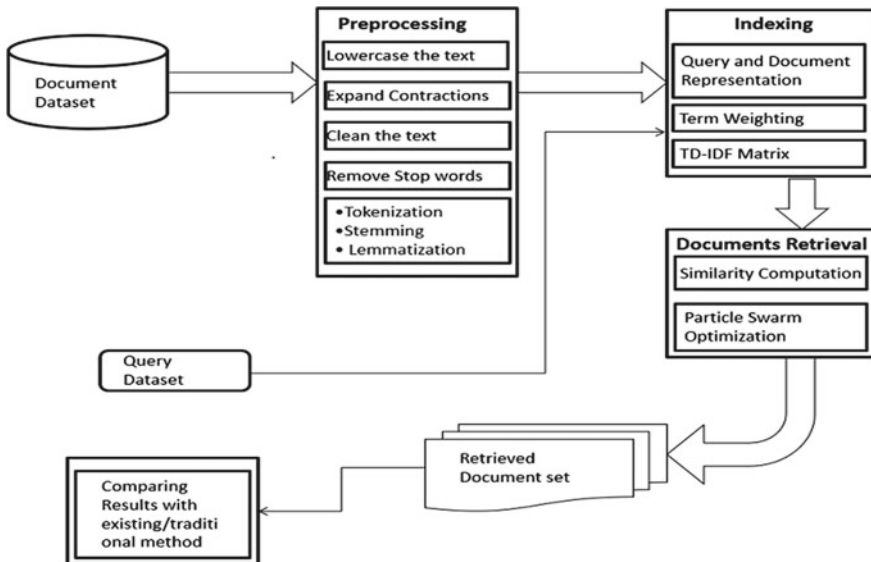 Document
Dataset
Preprocessing
Lowercase the text
Expand Contractions
Clean the text
Remove Stop words
•Tokenization
•Stemming
• Lemmatization
Indexing
Query and Document
Representation
Term Weighting
TD-IDF Matrix
Documents Retrieval
Similarity Computation
Particle Swarm
Optimization
Query
Dataset
Retrieved
Document set
Comparing
Results with
existing/traditi
onal method